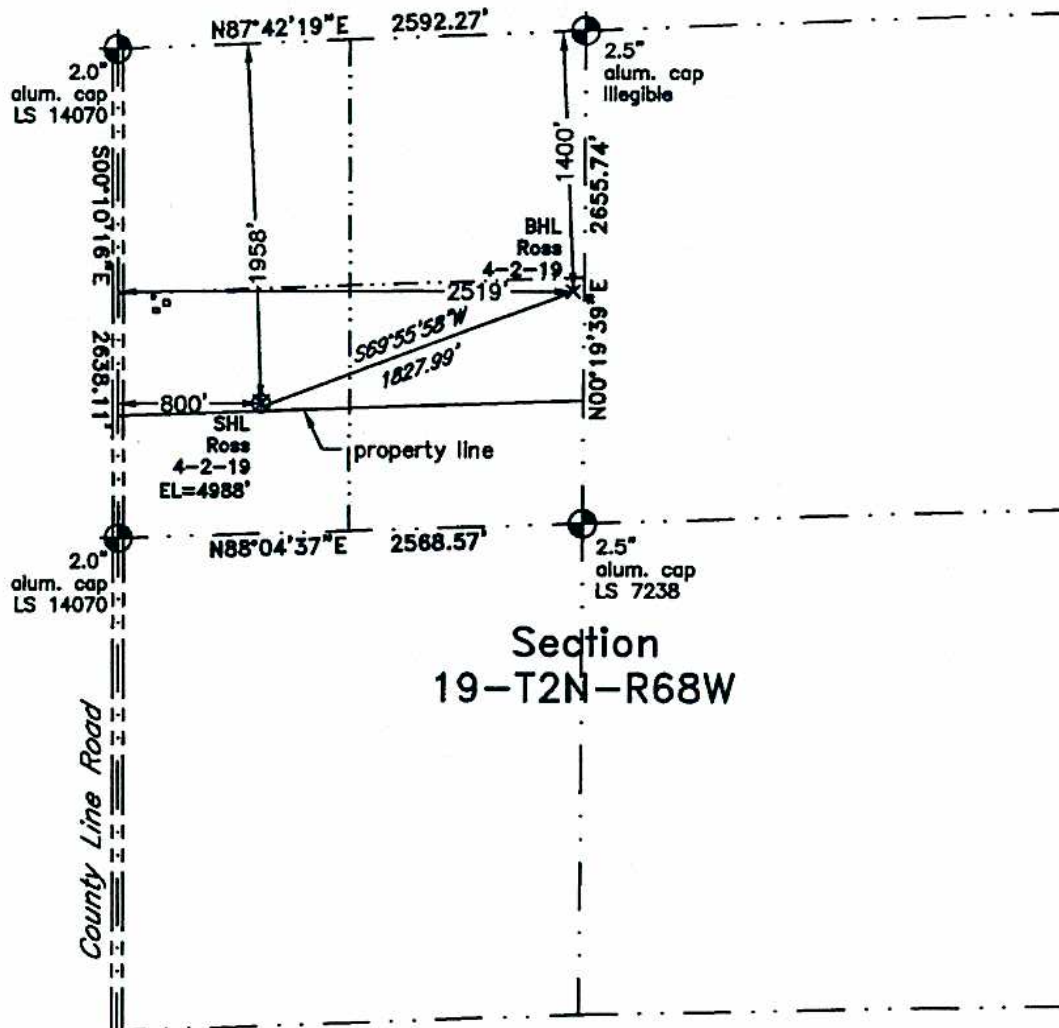 N87°42'19"E 2592.27'
2.0"
alum. cap
LS 14070
2.5"
alum. cap
Illegible
S00°10'16"E 2638.11'
1958'
1400'
2655.74'
N00°19'39"E
BHL
Ross
4-2-19
2519'
S69°55'58"W
1827.99'
800'
SHL
Ross
4-2-19
EL=4988'
property line
N88°04'37"E 2568.57'
2.0"
alum. cap
LS 14070
2.5"
alum. cap
LS 7238
Section
19-T2N-R68W
County Line Road